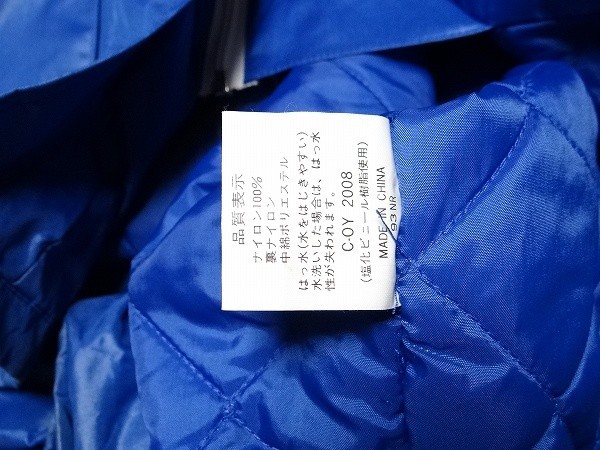 品質表示
ナイロン100%
裏ナイロン
中綿ポリエステル
はっ水(水をはじきやすい)
水洗いした場合は、はっ水
性が失われます。
C-OY 2008
(塩化ビニール樹脂使用)
MADE IN CHINA
93NR